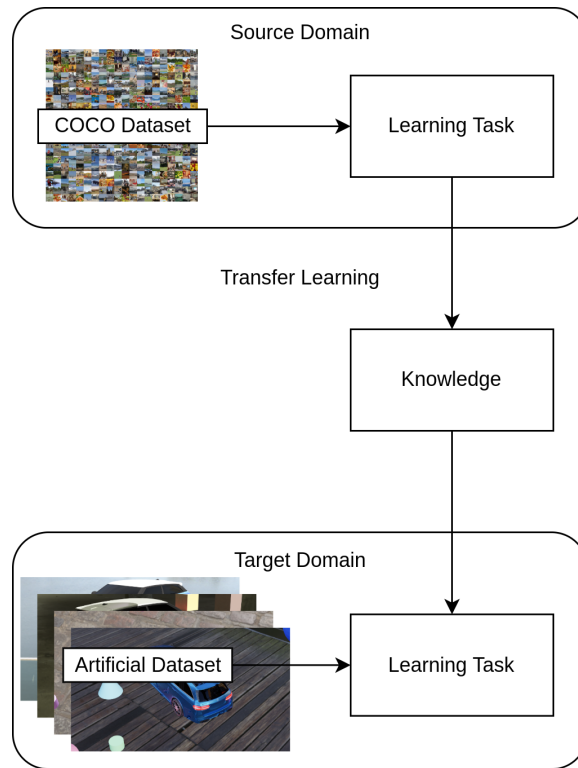 Source Domain
COCO Dataset
Learning Task
Transfer Learning
Knowledge
Target Domain
Artificial Dataset
Learning Task